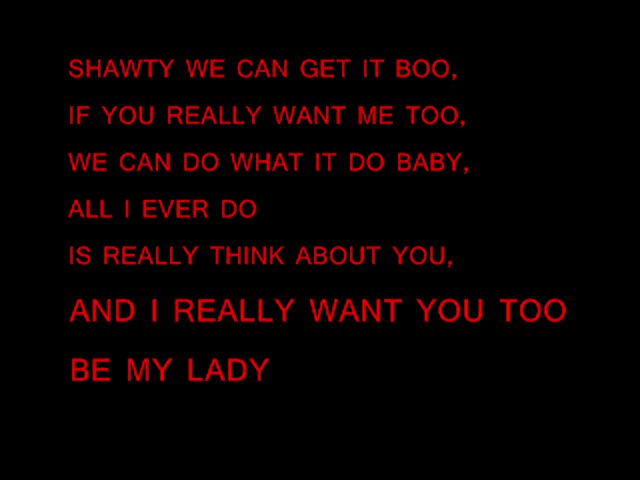 SHAWTY WE CAN GET IT BOO,
IF YOU REALLY WANT ME TOO,
WE CAN DO WHAT IT DO BABY,
ALL I EVER DO
IS REALLY THINK ABOUT YOU,
AND I REALLY WANT YOU TOO
BE MY LADY